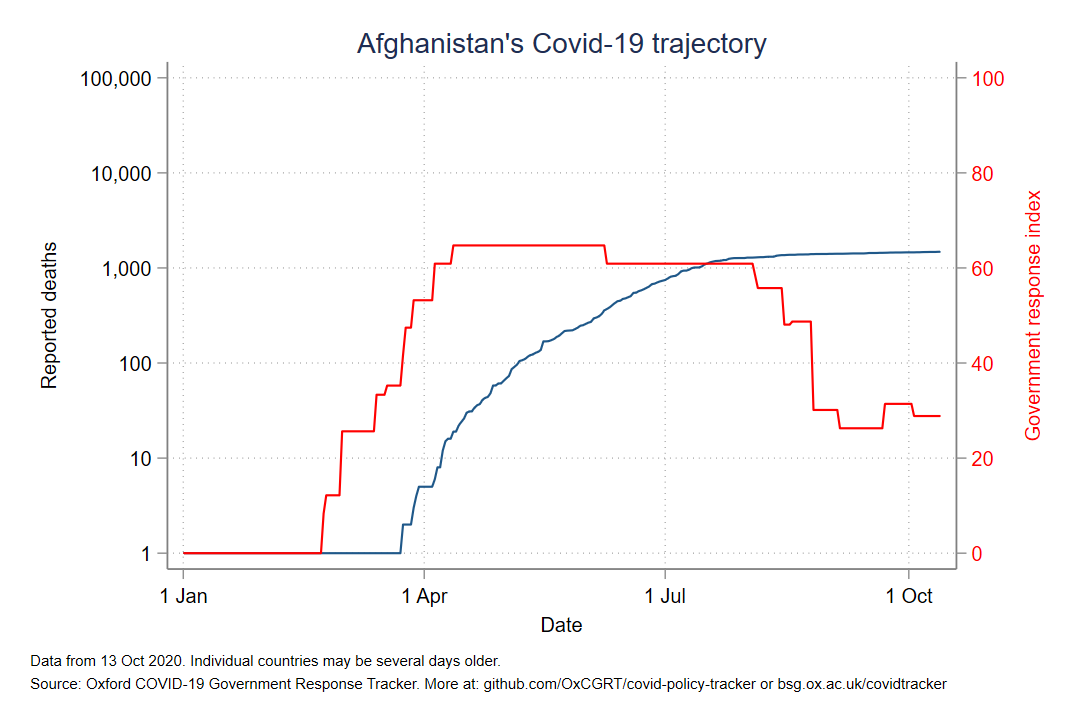 Afghanistan's Covid-19 trajectory
100,000
10,000
1,000
100
10
1
Reported deaths
100
80
60
40
20
0
Government response index
1 Jan
1 Apr
1 Jul
1 Oct
Date
Data from 13 Oct 2020. Individual countries may be several days older.
Source: Oxford COVID-19 Government Response Tracker. More at: github.com/OxCGRT/covid-policy-tracker or bsg.ox.ac.uk/covidtracker